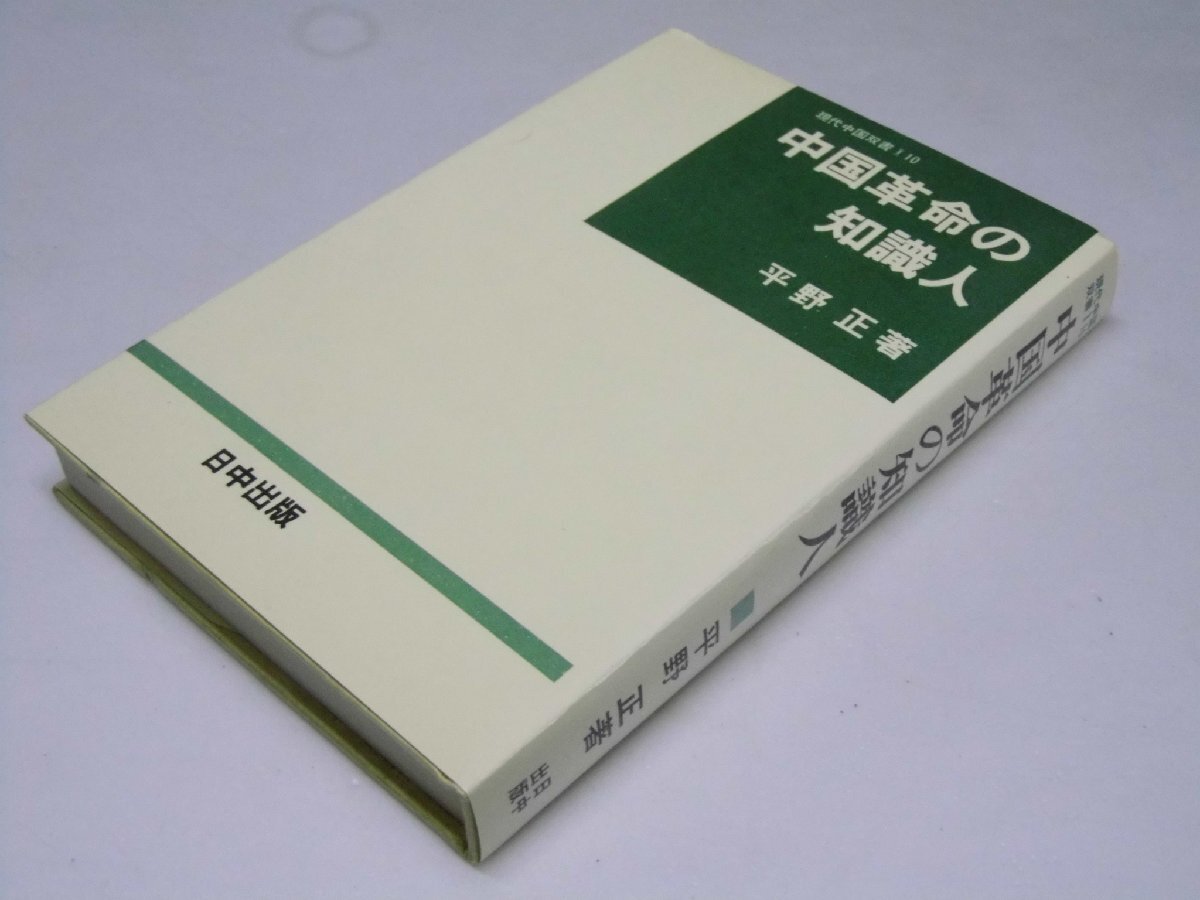 現代中国双書 I 10
中国革命の
知識人
平野 正 著
日中出版
中国革命の知識人
平野 正 著
日中
出版